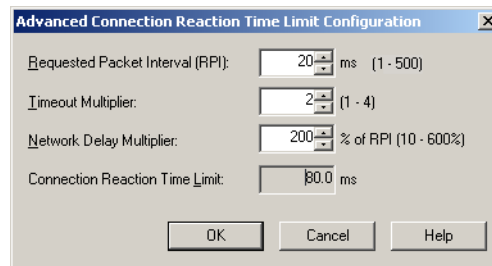 Advanced Connection Reaction Time Limit Configuration
Requested Packet Interval (RPI): 20 ms (1 - 500)
Timeout Multiplier: 2 (1 - 4)
Network Delay Multiplier: 200 % of RPI (10 - 600%)
Connection Reaction Time Limit: 80.0 ms
OK Cancel Help